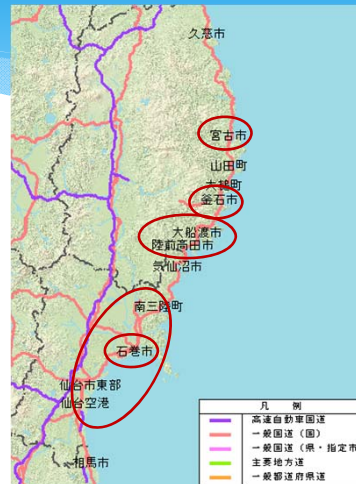 久慈市
宮古市
山田町
大槌町
釜石市
大船渡市
陸前高田市
気仙沼市
南三陸町
石巻市
仙台市東部
仙台空港
相馬市
凡 例
高速自動車国道
一般国道（国）
一般国道（県・指定市
主要地方道
一般都道府県道